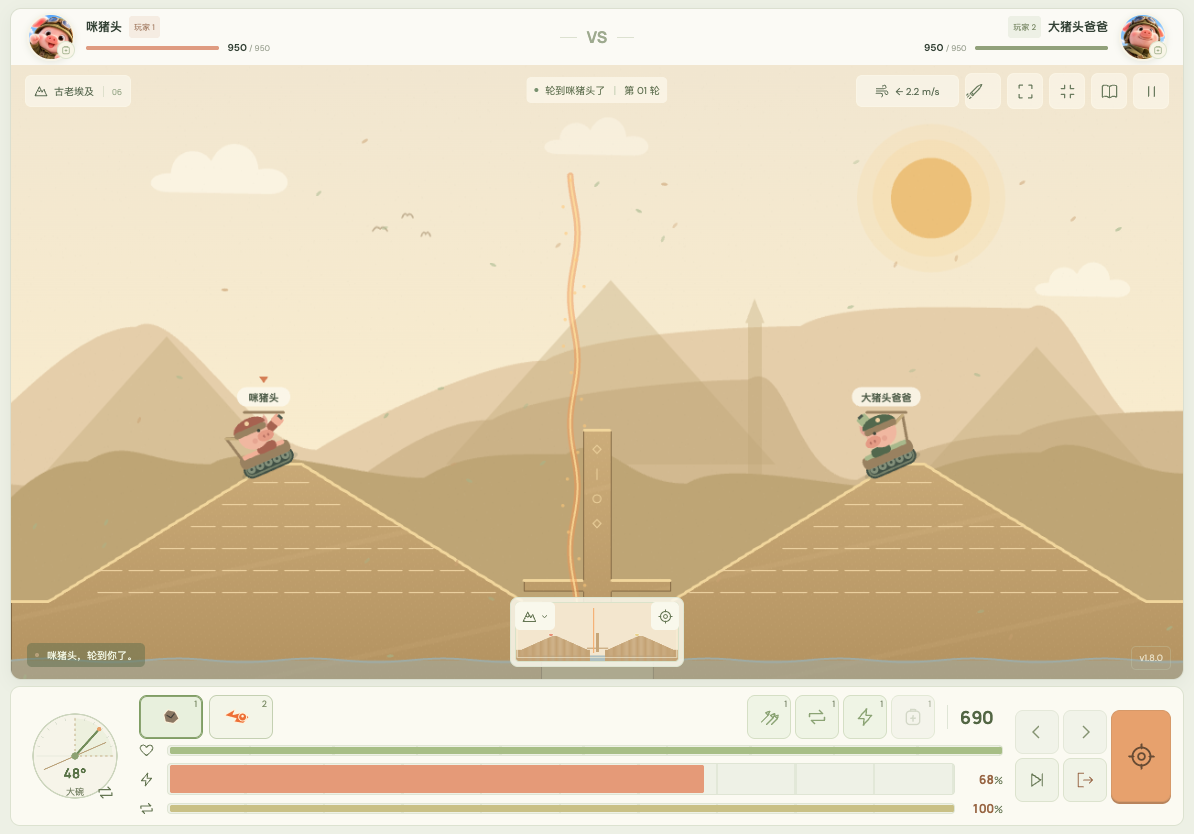 咪猪头 玩家 1
950 / 950
VS
玩家 2 大猪头爸爸
950 / 950
古老埃及 06
轮到咪猪头了 第 01 轮
← 2.2 m/s
咪猪头
大猪头爸爸
咪猪头，轮到你了。
v1.8.0
1
2
1
1
1
1
690
48°
大碗
68%
100%